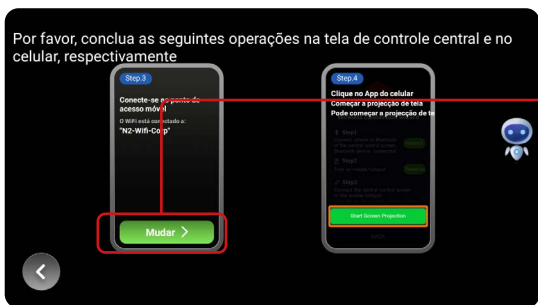 Por favor, conclua as seguintes operações na tela de controle central e no
celular, respectivamente
Step.3
Conecte-se ao ponto de
acesso móvel
O WiFi está conectado a:
"N2-Wifi-Corp"
Mudar
Step.4
Clique no App do celular
Começar a projecção de tela
Pode começar a projecção de te
Step1
Step2
Step3
Start Screen Projection
BACK